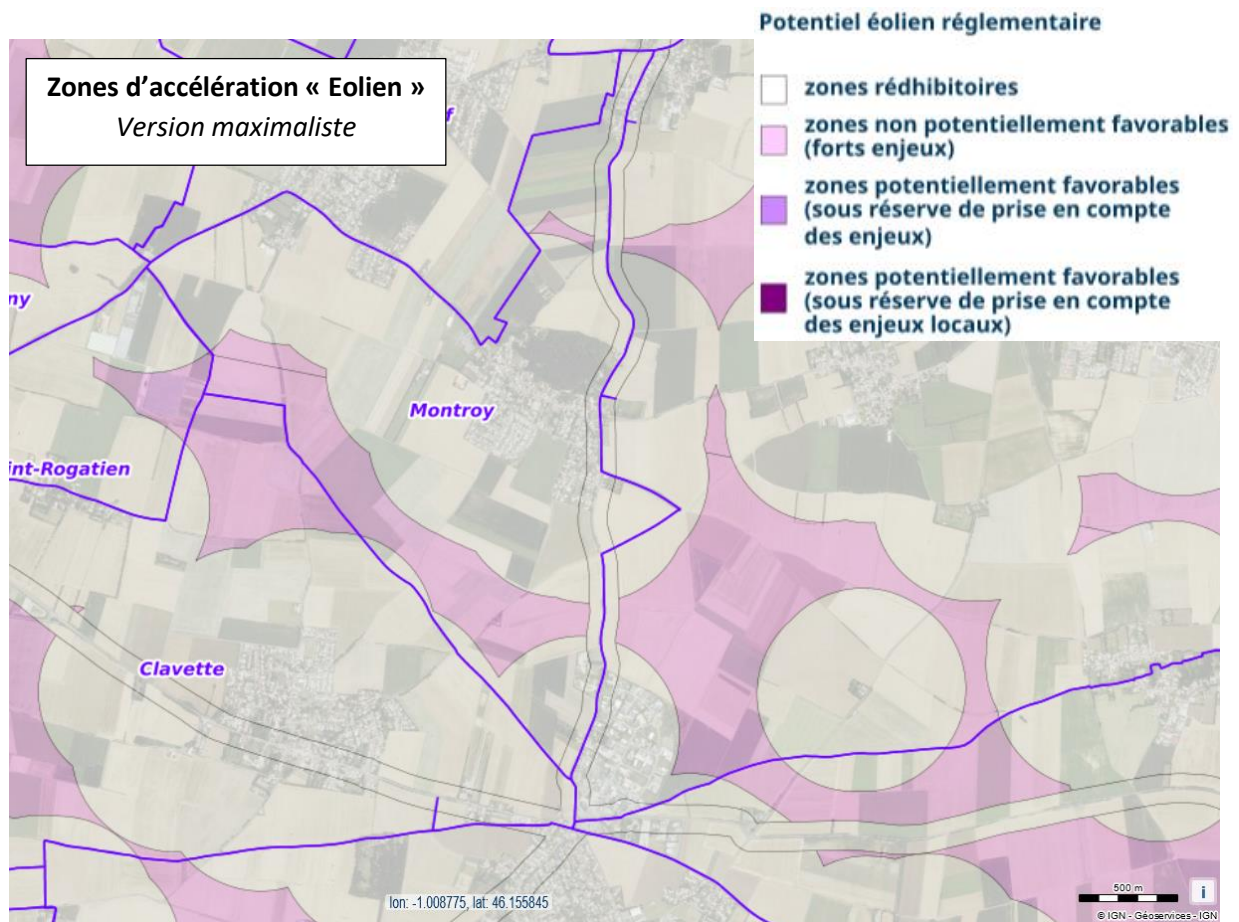 Potentiel éolien réglementaire
zones rédhibitoires
zones non potentiellement favorables
(forts enjeux)
zones potentiellement favorables
(sous réserve de prise en compte
des enjeux)
zones potentiellement favorables
(sous réserve de prise en compte
des enjeux locaux)
Zones d’accélération « Eolien »
Version maximaliste
f
ny
Montroy
int-Rogatien
Clavette
lon: -1.008775, lat: 46.155845
500 m
i
© IGN - Géoservices - IGN